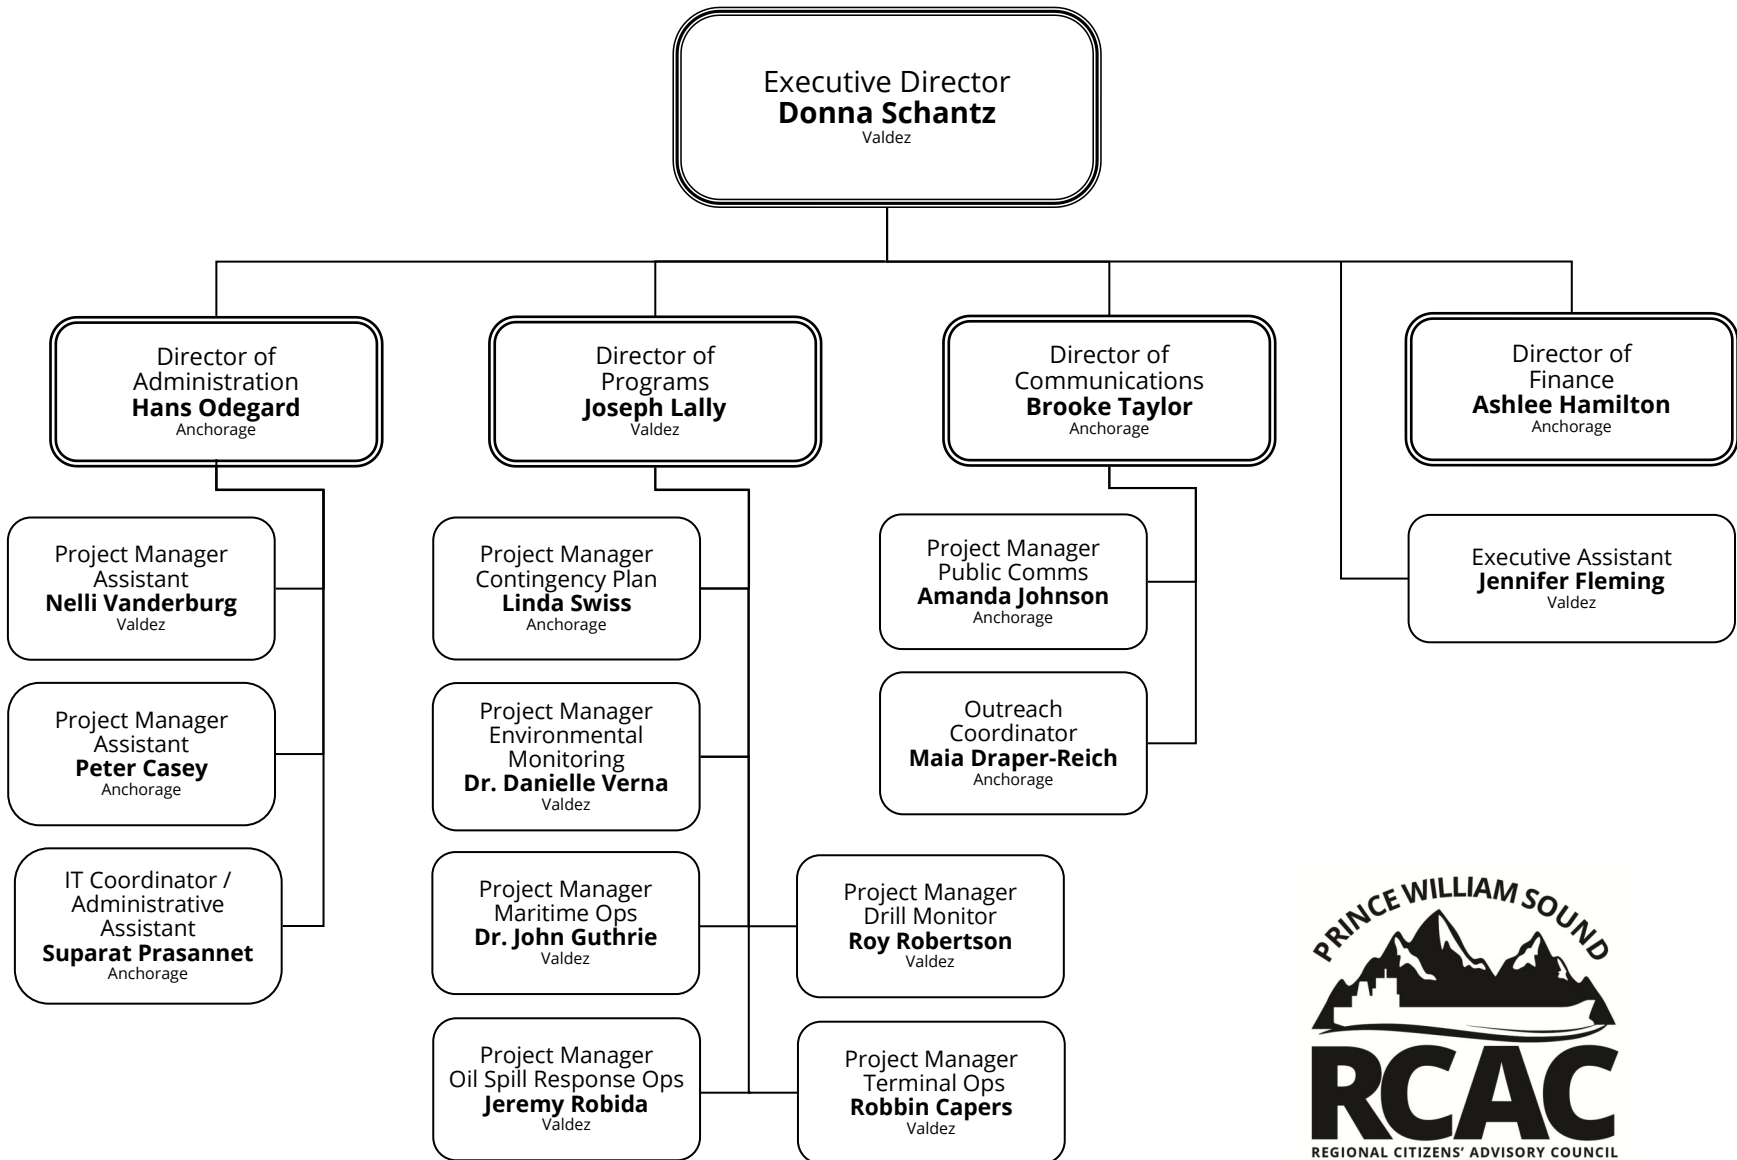 Executive Director
Donna Schantz
Valdez
Director of
Administration
Hans Odegard
Anchorage
Director of
Programs
Joseph Lally
Valdez
Director of
Communications
Brooke Taylor
Anchorage
Director of
Finance
Ashlee Hamilton
Anchorage
Project Manager
Assistant
Nelli Vanderburg
Valdez
Project Manager
Assistant
Peter Casey
Anchorage
IT Coordinator /
Administrative
Assistant
Suparat Prasannet
Anchorage
Project Manager
Contingency Plan
Linda Swiss
Anchorage
Project Manager
Environmental
Monitoring
Dr. Danielle Verna
Valdez
Project Manager
Maritime Ops
Dr. John Guthrie
Valdez
Project Manager
Oil Spill Response Ops
Jeremy Robida
Valdez
Project Manager
Drill Monitor
Roy Robertson
Valdez
Project Manager
Terminal Ops
Robbin Capers
Valdez
Project Manager
Public Comms
Amanda Johnson
Anchorage
Outreach
Coordinator
Maia Draper-Reich
Anchorage
Executive Assistant
Jennifer Fleming
Valdez
PRINCE WILLIAM SOUND
RCAC
REGIONAL CITIZENS' ADVISORY COUNCIL